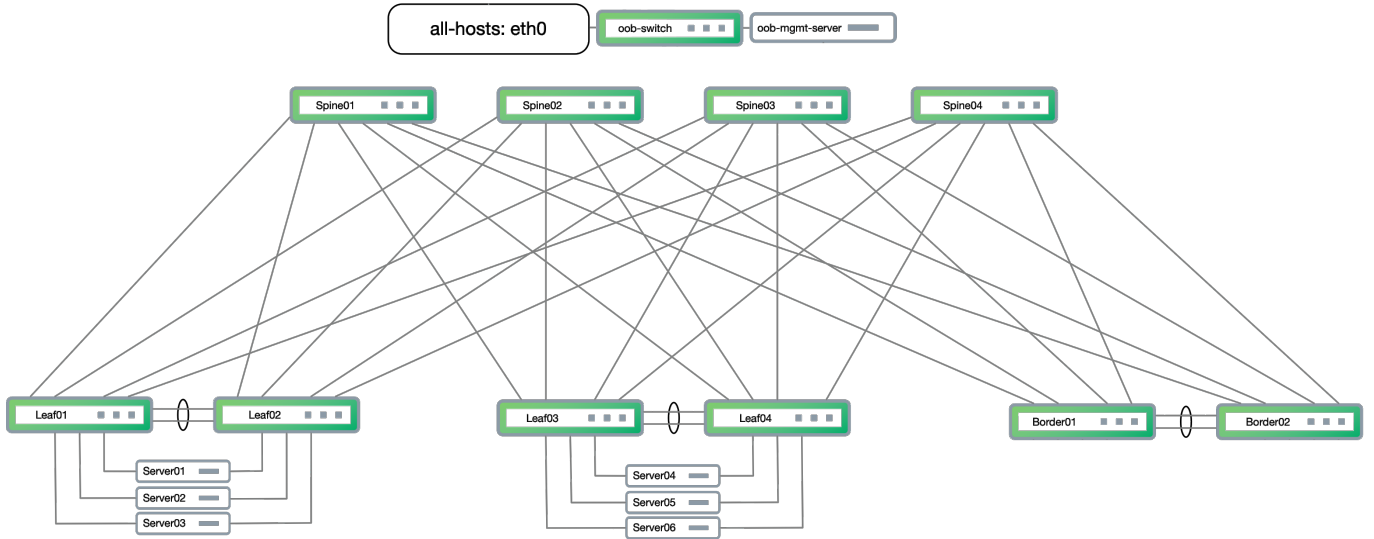 all-hosts: eth0
oob-switch
oob-mgmt-server
Spine01
Spine02
Spine03
Spine04
Leaf01
Leaf02
Leaf03
Leaf04
Border01
Border02
Server01
Server02
Server03
Server04
Server05
Server06